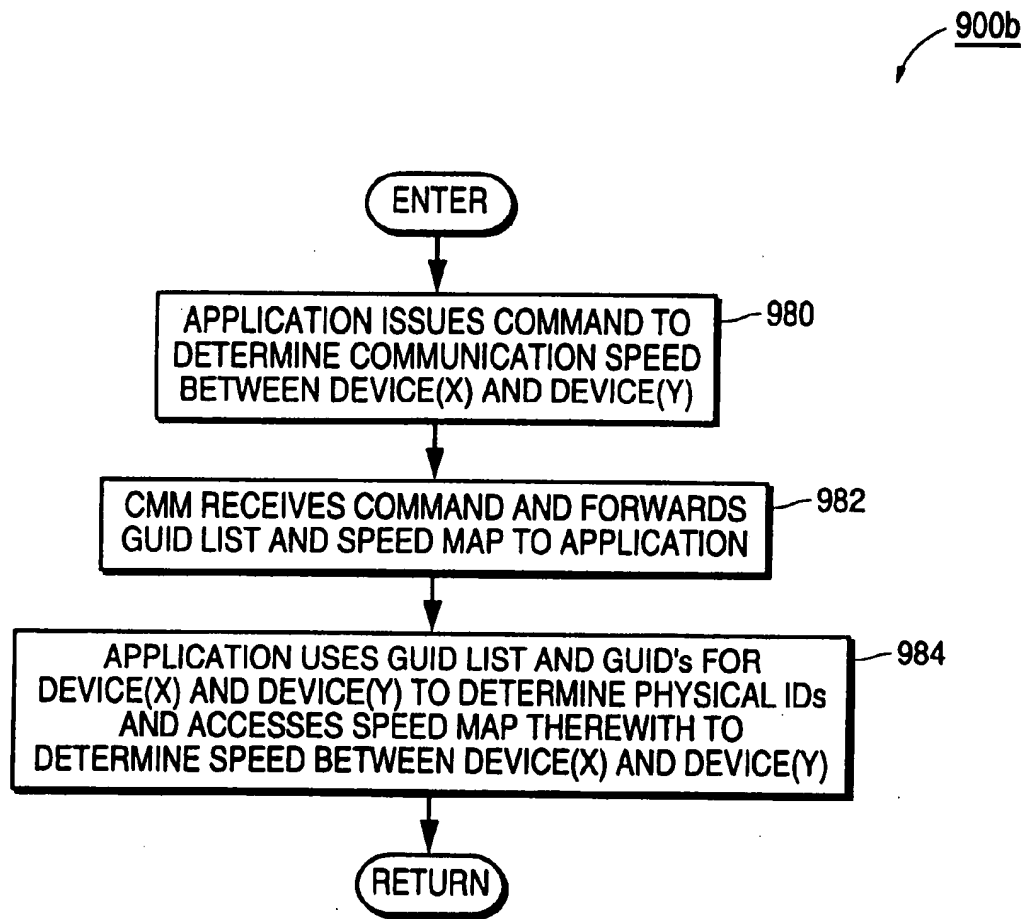 900b
ENTER
APPLICATION ISSUES COMMAND TO
DETERMINE COMMUNICATION SPEED
BETWEEN DEVICE(X) AND DEVICE(Y)
980
CMM RECEIVES COMMAND AND FORWARDS
GUID LIST AND SPEED MAP TO APPLICATION
982
APPLICATION USES GUID LIST AND GUID's FOR
DEVICE(X) AND DEVICE(Y) TO DETERMINE PHYSICAL IDs
AND ACCESSES SPEED MAP THEREWITH TO
DETERMINE SPEED BETWEEN DEVICE(X) AND DEVICE(Y)
984
RETURN